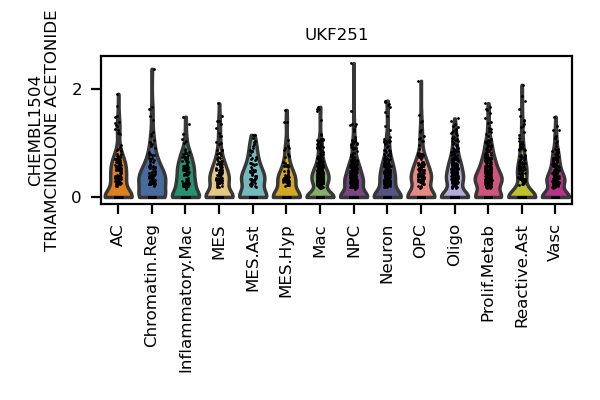 UKF251
CHEMBL1504
TRIAMCINOLONE ACETONIDE
2
0
AC
Chromatin.Reg
Inflammatory.Mac
MES
MES.Ast
MES.Hyp
Mac
NPC
Neuron
OPC
Oligo
Prolif.Metab
Reactive.Ast
Vasc